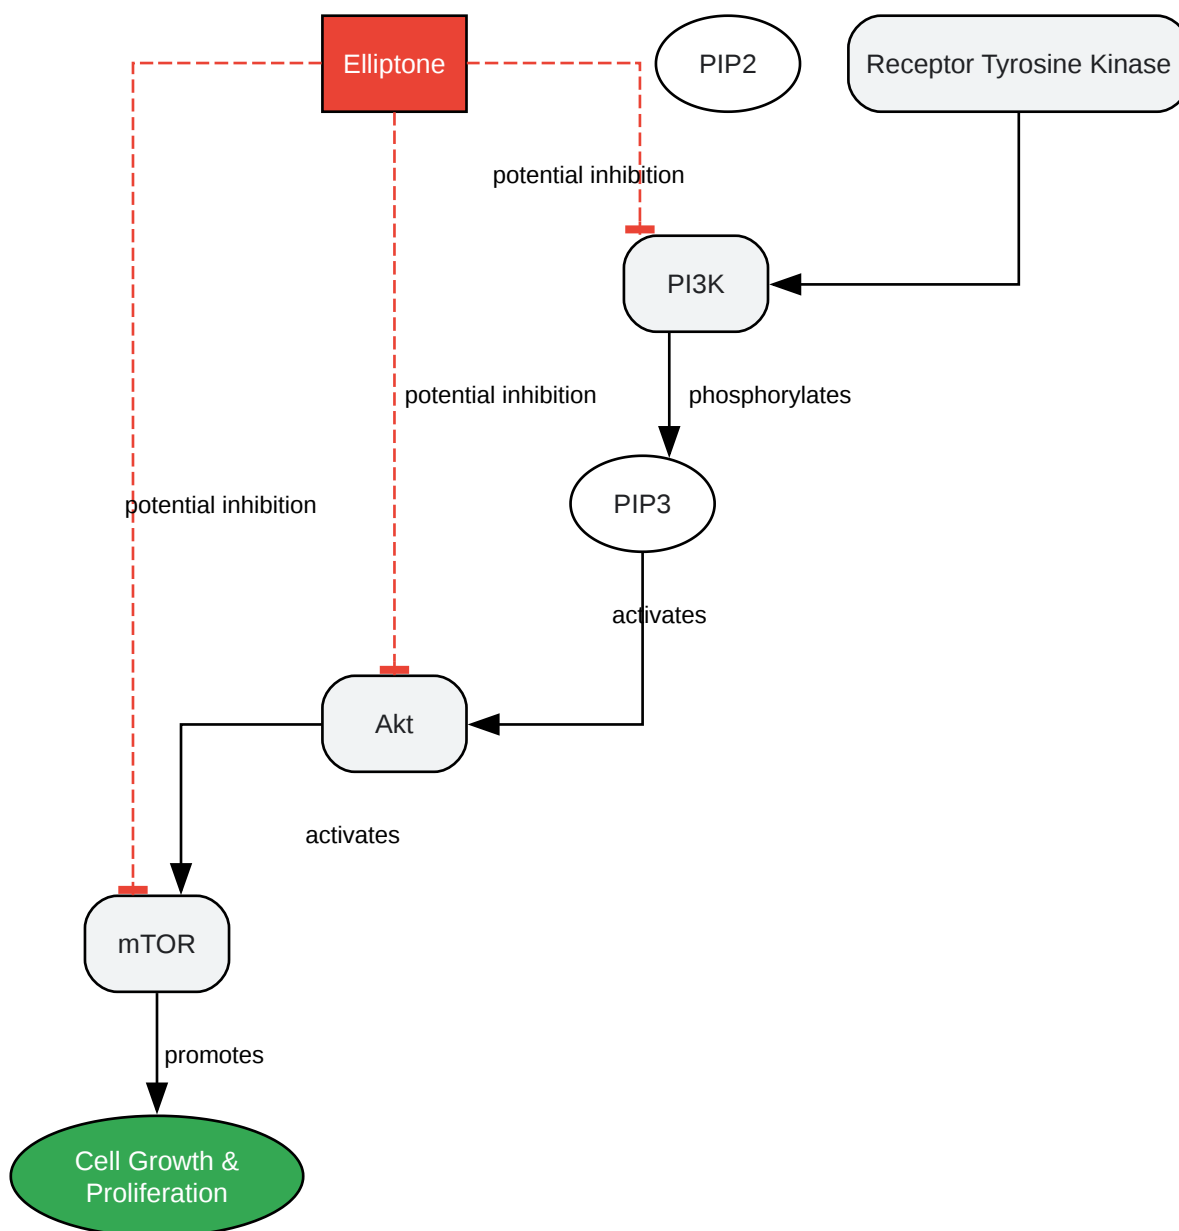 Elliptone
PIP2
Receptor Tyrosine Kinase
potential inhibition
PI3K
potential inhibition
phosphorylates
potential inhibition
PIP3
activates
Akt
activates
mTOR
promotes
Cell Growth &
Proliferation